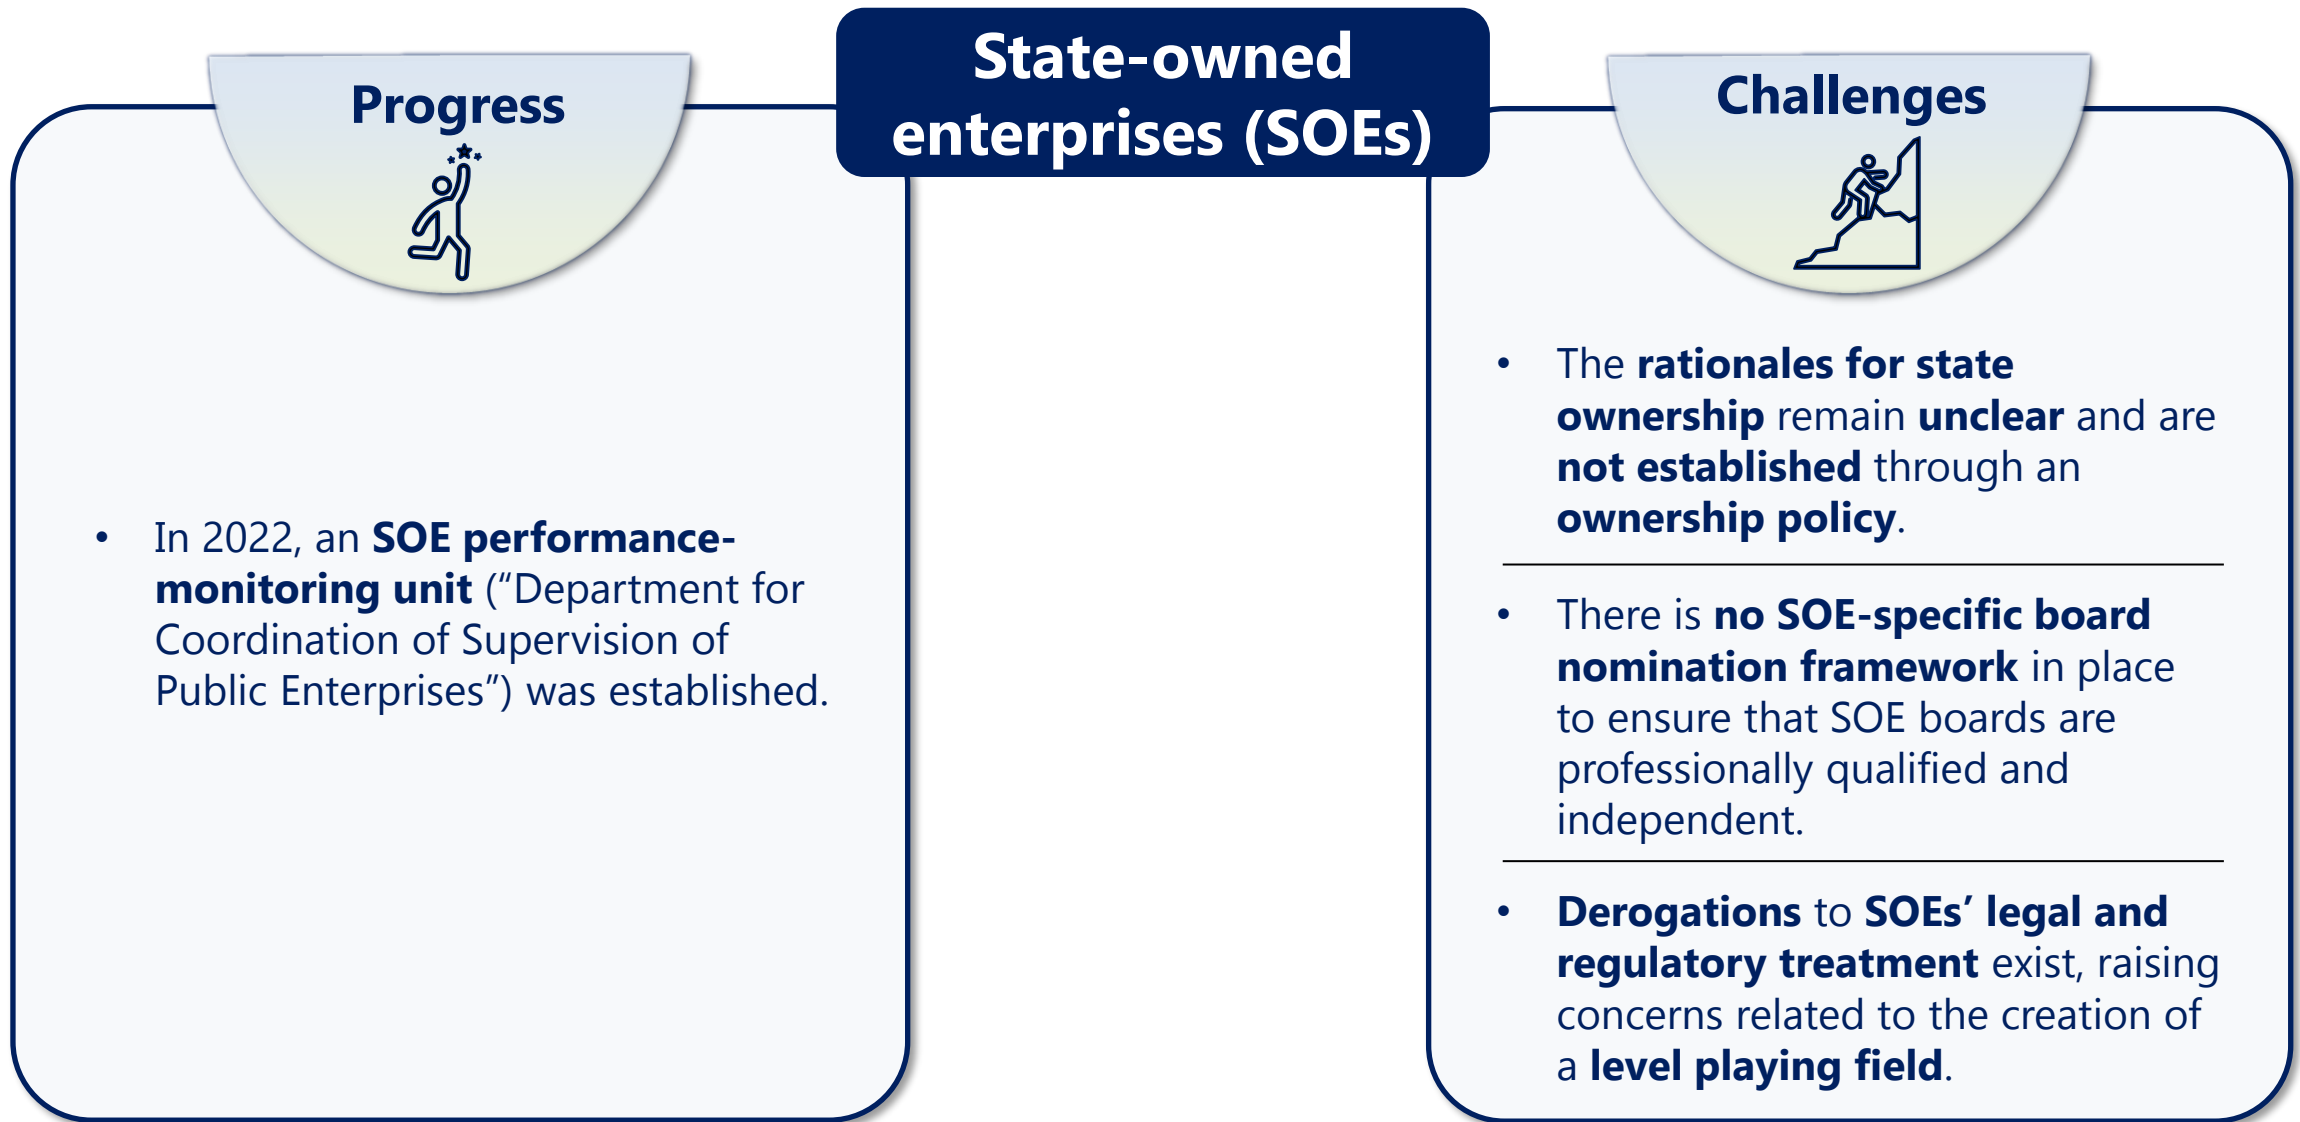 State-owned
enterprises (SOEs)
Progress
• In 2022, an SOE performance-
monitoring unit (“Department for
Coordination of Supervision of
Public Enterprises”) was established.
Challenges
• The rationales for state
ownership remain unclear and are
not established through an
ownership policy.
• There is no SOE-specific board
nomination framework in place
to ensure that SOE boards are
professionally qualified and
independent.
• Derogations to SOEs’ legal and
regulatory treatment exist, raising
concerns related to the creation of
a level playing field.